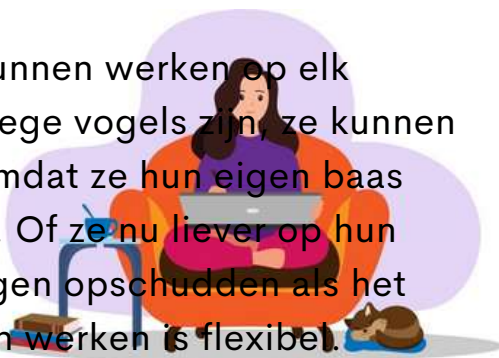 unnen werken op elk
ege vogels zijn, ze kunnen
mdat ze hun eigen baas
. Of ze nu liever op hun
gen opschudden als het
n werken is flexibel.